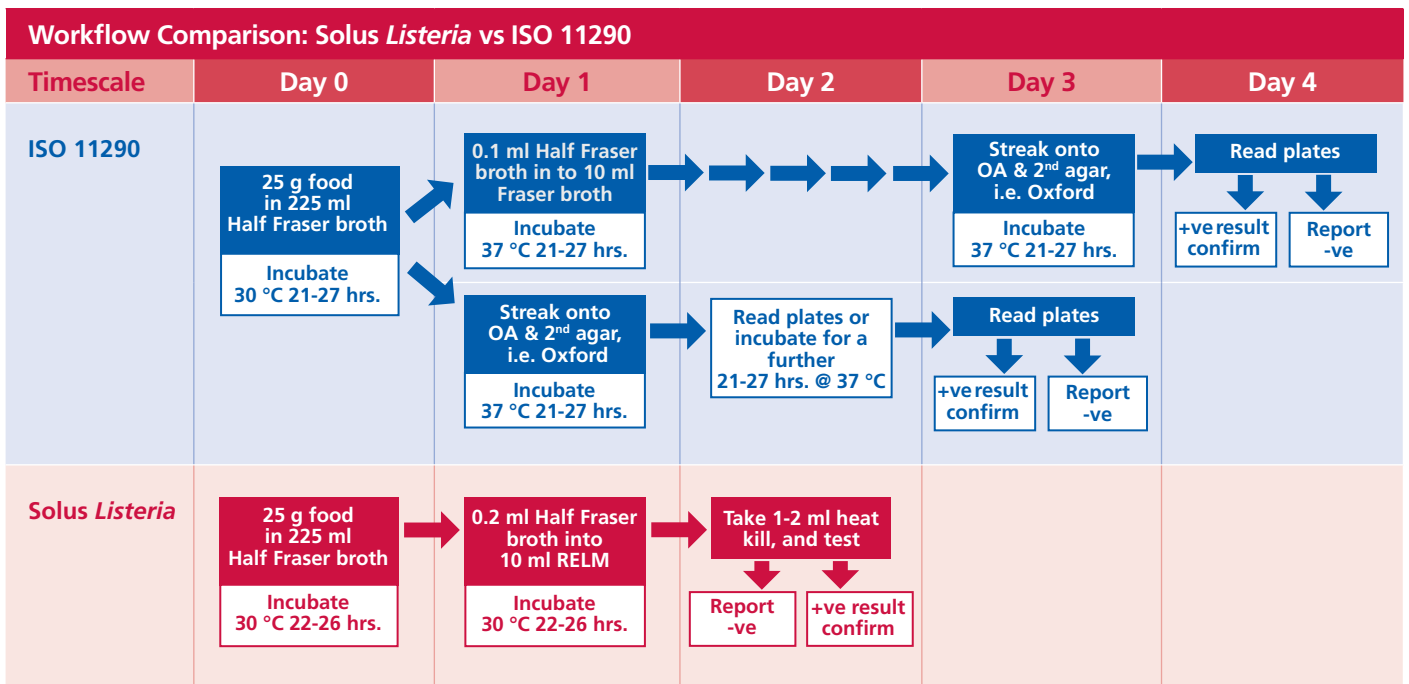 Workflow Comparison: Solus Listeria vs ISO 11290
Timescale
Day 0
Day 1
Day 2
Day 3
Day 4
ISO 11290
25 g food
in 225 ml
Half Fraser broth
Incubate
30 °C 21-27 hrs.
0.1 ml Half Fraser
broth in to 10 ml
Fraser broth
Incubate
37 °C 21-27 hrs.
Streak onto
OA & 2nd agar,
i.e. Oxford
Incubate
37 °C 21-27 hrs.
Read plates
+ve result
confirm
Report
-ve
Streak onto
OA & 2nd agar,
i.e. Oxford
Incubate
37 °C 21-27 hrs.
Read plates or
incubate for a
further
21-27 hrs. @ 37 °C
Read plates
+ve result
confirm
Report
-ve
Solus Listeria
25 g food
in 225 ml
Half Fraser broth
Incubate
30 °C 22-26 hrs.
0.2 ml Half Fraser
broth into
10 ml RELM
Incubate
30 °C 22-26 hrs.
Take 1-2 ml heat
kill, and test
Report
-ve
+ve result
confirm